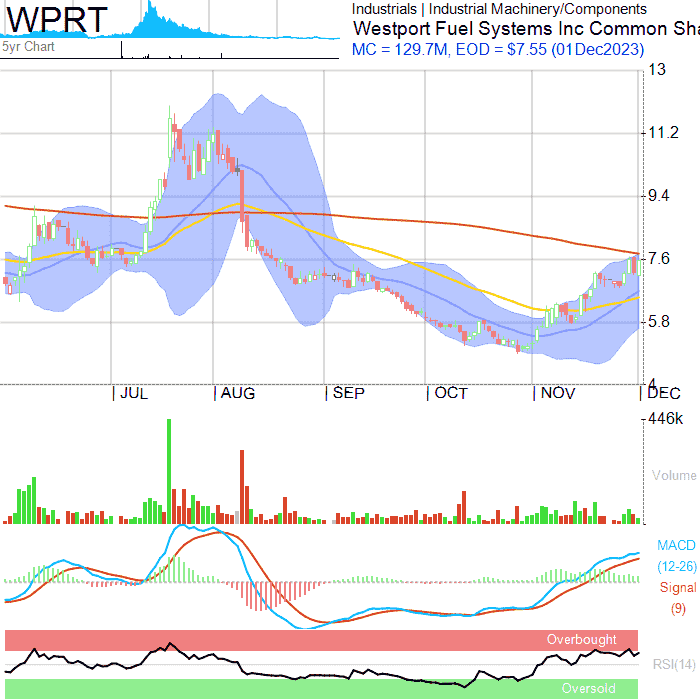 WPRT
5yr Chart
Industrials | Industrial Machinery/Components
Westport Fuel Systems Inc Common Sha
MC = 129.7M, EOD = $7.55 (01Dec2023)
13
11.2
9.4
7.6
5.8
4
JUL AUG SEP OCT NOV DEC
446k
Volume
MACD
(12-26)
Signal
(9)
Overbought
RSI(14)
Oversold